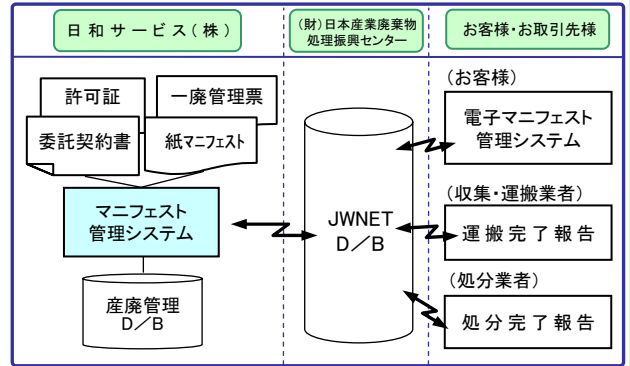 日和サービス(株)
(財)日本産業廃棄物
処理振興センター
お客様・お取引先様
許可証
一廃管理票
委託契約書
紙マニフェスト
マニフェスト
管理システム
産廃管理
D/B
JWNET
D/B
(お客様)
電子マニフェスト
管理システム
(収集・運搬業者)
運搬完了報告
(処分業者)
処分完了報告